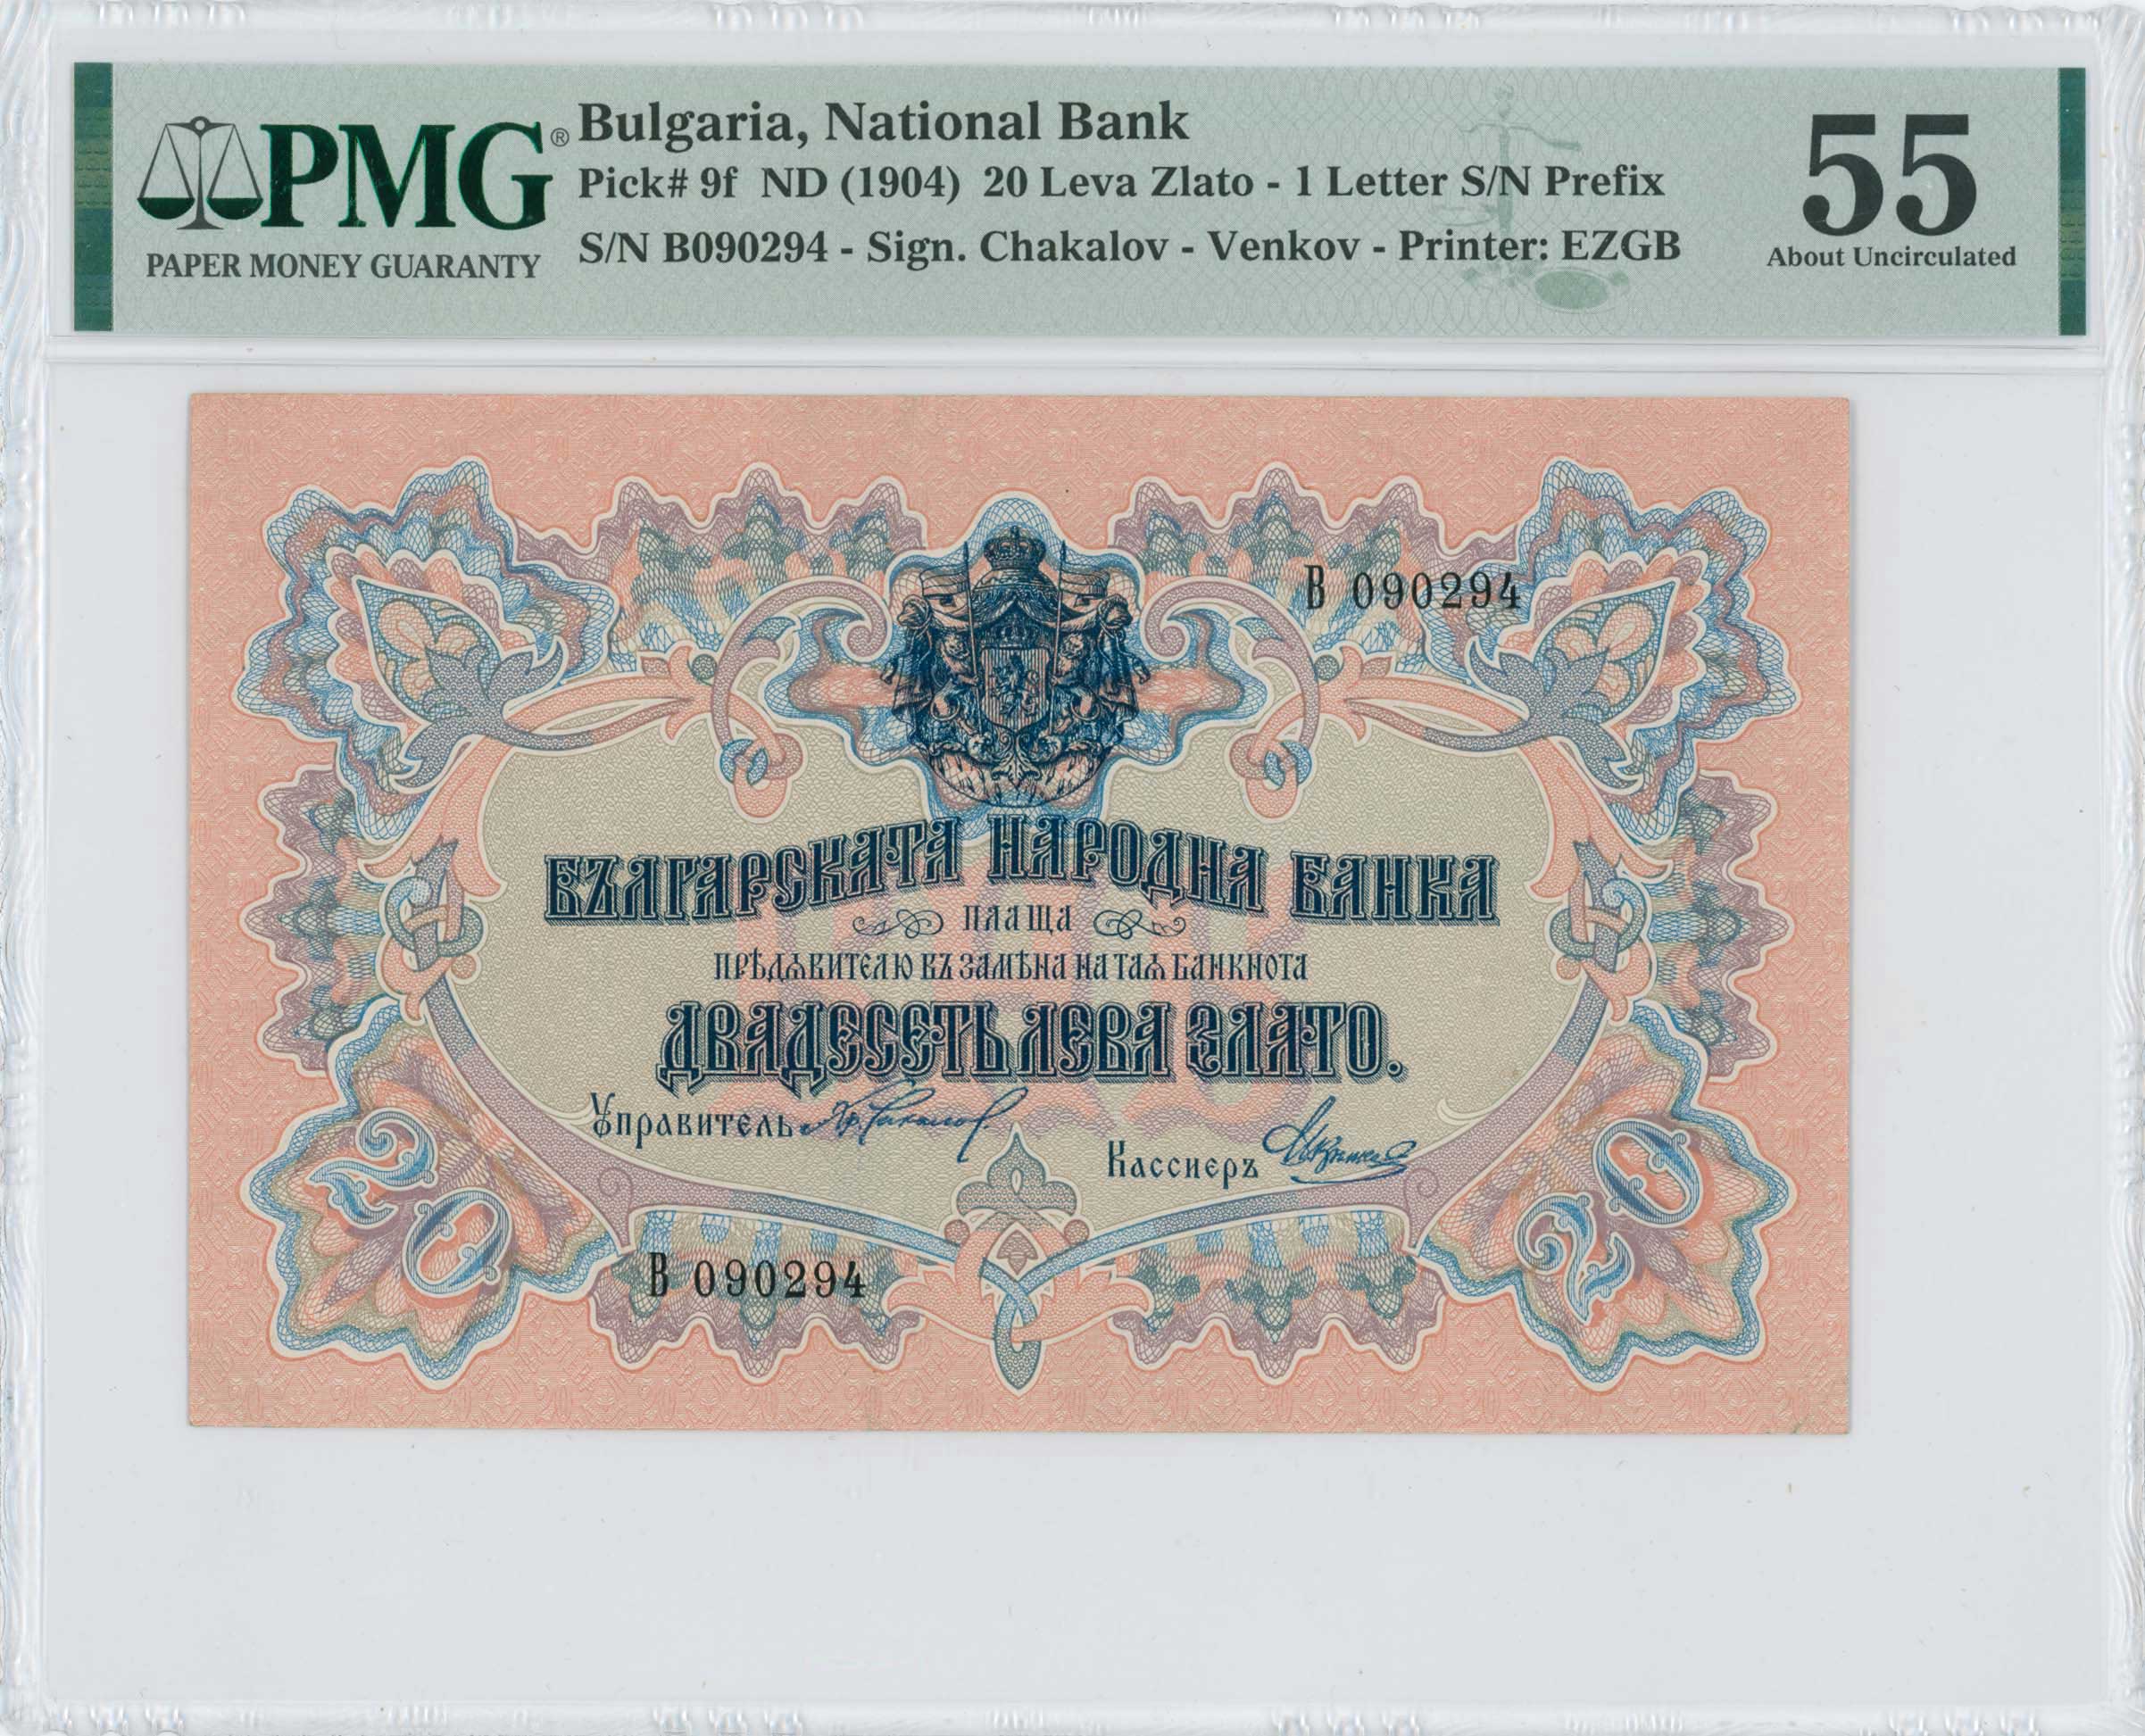 PMG®
PAPER MONEY GUARANTY
Bulgaria, National Bank
Pick# 9f ND (1904) 20 Leva Zlato - 1 Letter S/N Prefix
S/N B090294 - Sign. Chakalov - Venkov - Printer: EZGB
55
About Uncirculated
В 090294
БЪЛГАРСКАТА НАРОДНА БАНКА
ПЛАЩА
ПРѢДѩВИТЕЛЮ ВЪ ЗАМѢНА НА ТАѩ БАНКНОТА
ДВАДЕСЕТЬ ЛЕВА ЗЛАТО.
Управитель
Кассиеръ
20
20
В 090294